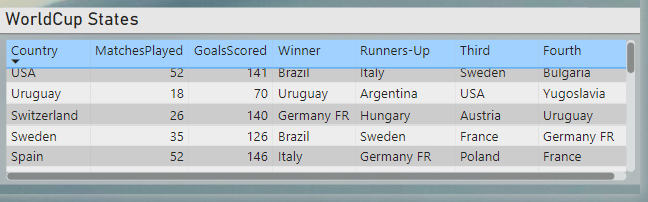 WorldCup States
Country MatchesPlayed GoalsScored Winner Runners-Up Third Fourth
USA 52 141 Brazil Italy Sweden Bulgaria
Uruguay 18 70 Uruguay Argentina USA Yugoslavia
Switzerland 26 140 Germany FR Hungary Austria Uruguay
Sweden 35 126 Brazil Sweden France Germany FR
Spain 52 146 Italy Germany FR Poland France